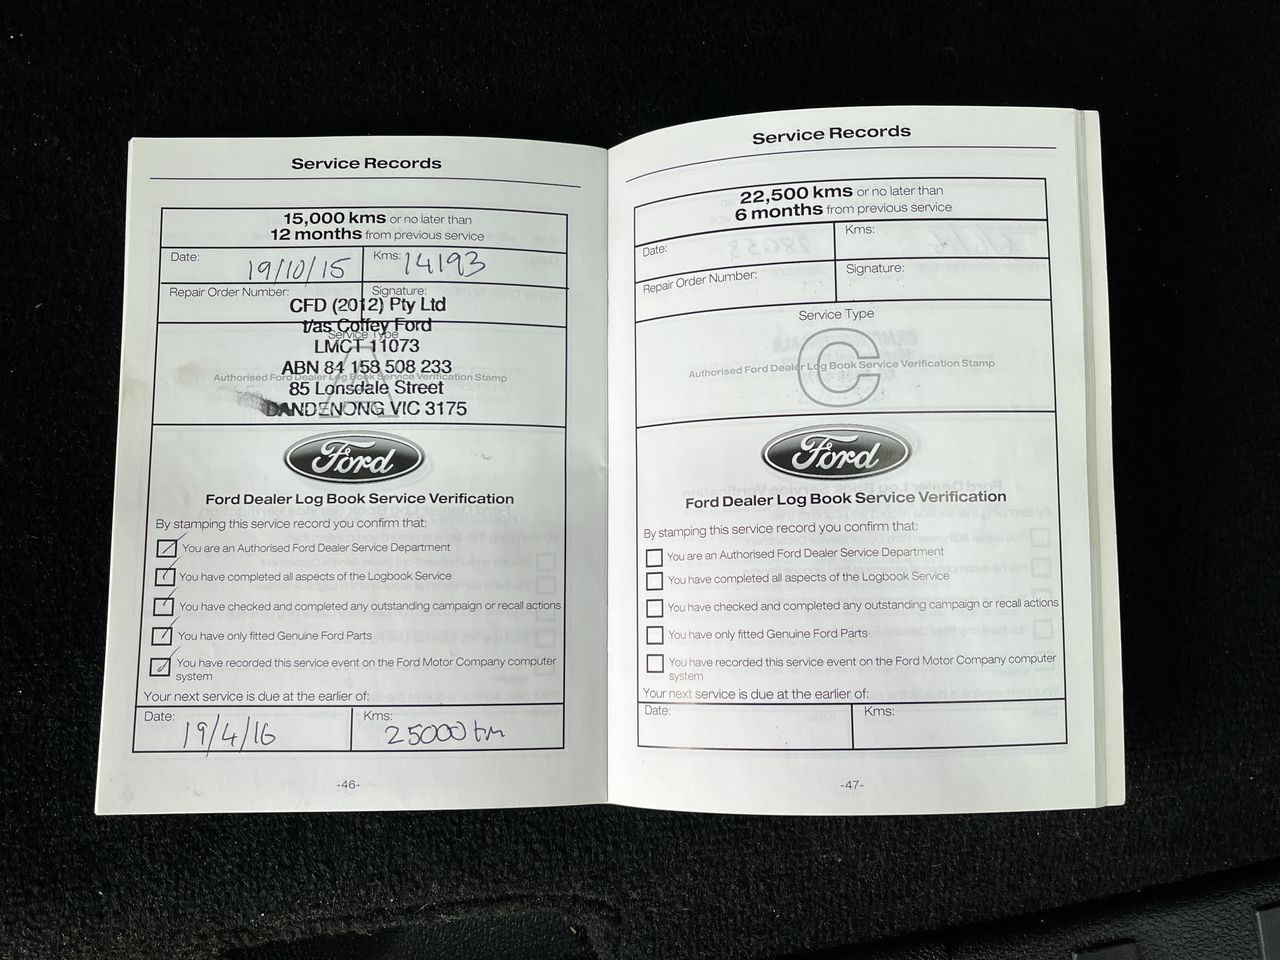 Service Records
15,000 kms or no later than
12 months from previous service
Date: 19/10/15 Kms: 14193
Repair Order Number: Signature:
CFD (2012) Pty Ltd
t/as Coffey Ford
Service Type
LMCT 11073
A
ABN 84 158 508 233
Authorised Ford Dealer Log Book Service Verification Stamp
85 Lonsdale Street
DANDENONG VIC 3175
Ford
Ford Dealer Log Book Service Verification
By stamping this service record you confirm that:
You are an Authorised Ford Dealer Service Department
You have completed all aspects of the Logbook Service
You have checked and completed any outstanding campaign or recall actions
You have only fitted Genuine Ford Parts
You have recorded this service event on the Ford Motor Company computer
system
Your next service is due at the earlier of:
Date: 19/4/16 Kms: 25000 km
-46-
Service Records
22,500 kms or no later than
6 months from previous service
Date: Kms:
Repair Order Number: Signature:
Service Type
C
Authorised Ford Dealer Log Book Service Verification Stamp
Ford
Ford Dealer Log Book Service Verification
By stamping this service record you confirm that:
You are an Authorised Ford Dealer Service Department
You have completed all aspects of the Logbook Service
You have checked and completed any outstanding campaign or recall actions
You have only fitted Genuine Ford Parts
You have recorded this service event on the Ford Motor Company computer
system
Your next service is due at the earlier of:
Date: Kms:
-47-